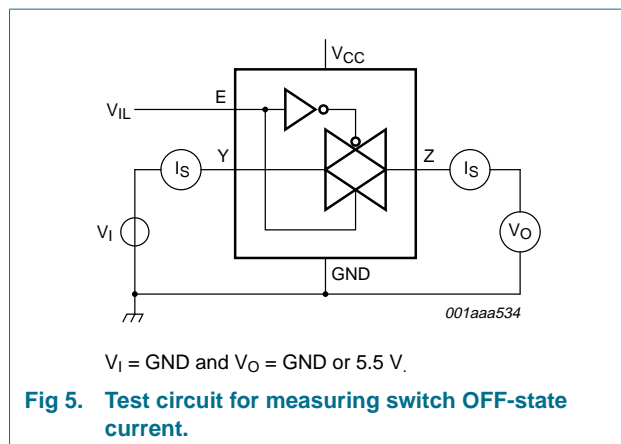 VCC
E
VIL
Y
IS
Z
IS
VI
VO
GND
001aaa534
VI = GND and VO = GND or 5.5 V.
Fig 5. Test circuit for measuring switch OFF-state
current.